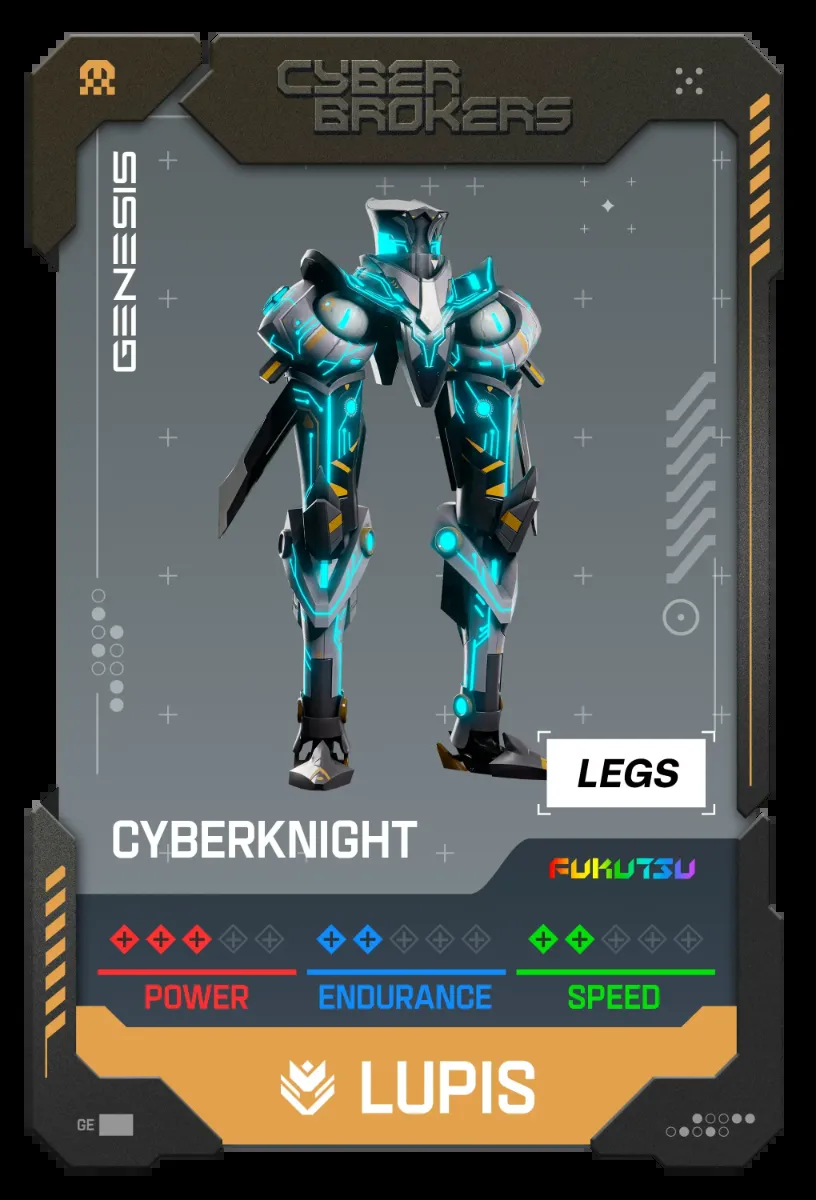 CYBER
BROKERS
GENESIS
LEGS
CYBERKNIGHT
FUKUTSU
POWER
ENDURANCE
SPEED
LUPIS
GE